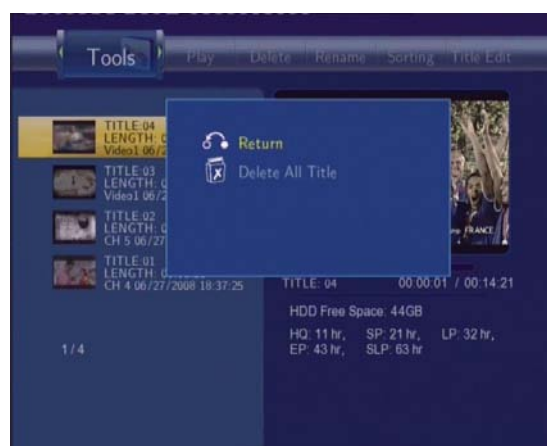 Tools Play Delete Rename Sorting Title Edit
TITLE:04
LENGTH:
Video1 06/2
TITLE:03
LENGTH:
Video1 06/2
TITLE:02
LENGTH:
CH 5 06/27
TITLE:01
LENGTH:
CH 4 06/27/2008 18:37:25
1 / 4
Return
Delete All Title
FRANCE
TITLE: 04 00:00:01 / 00:14:21
HDD Free Space: 44GB
HQ: 11 hr, SP: 21 hr, LP: 32 hr,
EP: 43 hr, SLP: 63 hr